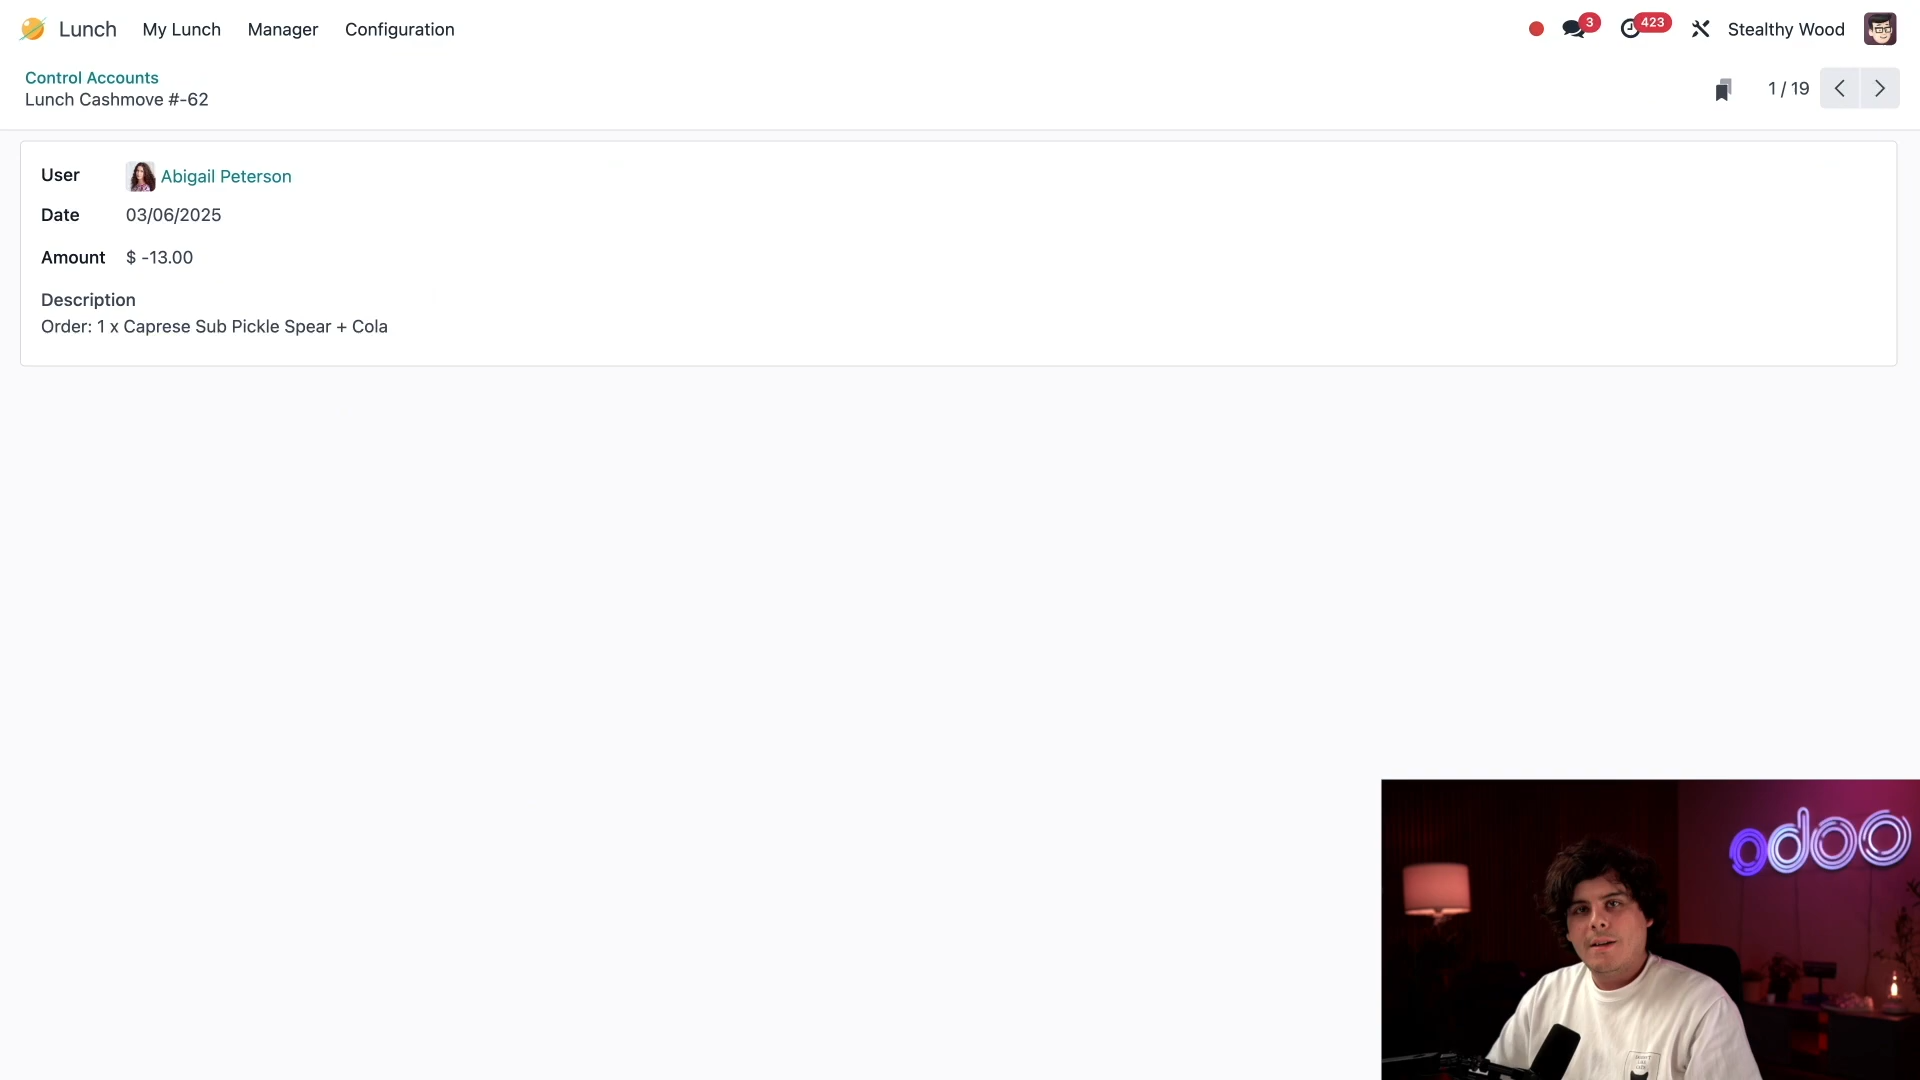 Lunch My Lunch Manager Configuration 3 423 Stealthy Wood
Control Accounts
Lunch Cashmove #-62
1 / 19
User Abigail Peterson
Date 03/06/2025
Amount $ -13.00
Description
Order: 1 x Caprese Sub Pickle Spear + Cola
odoo